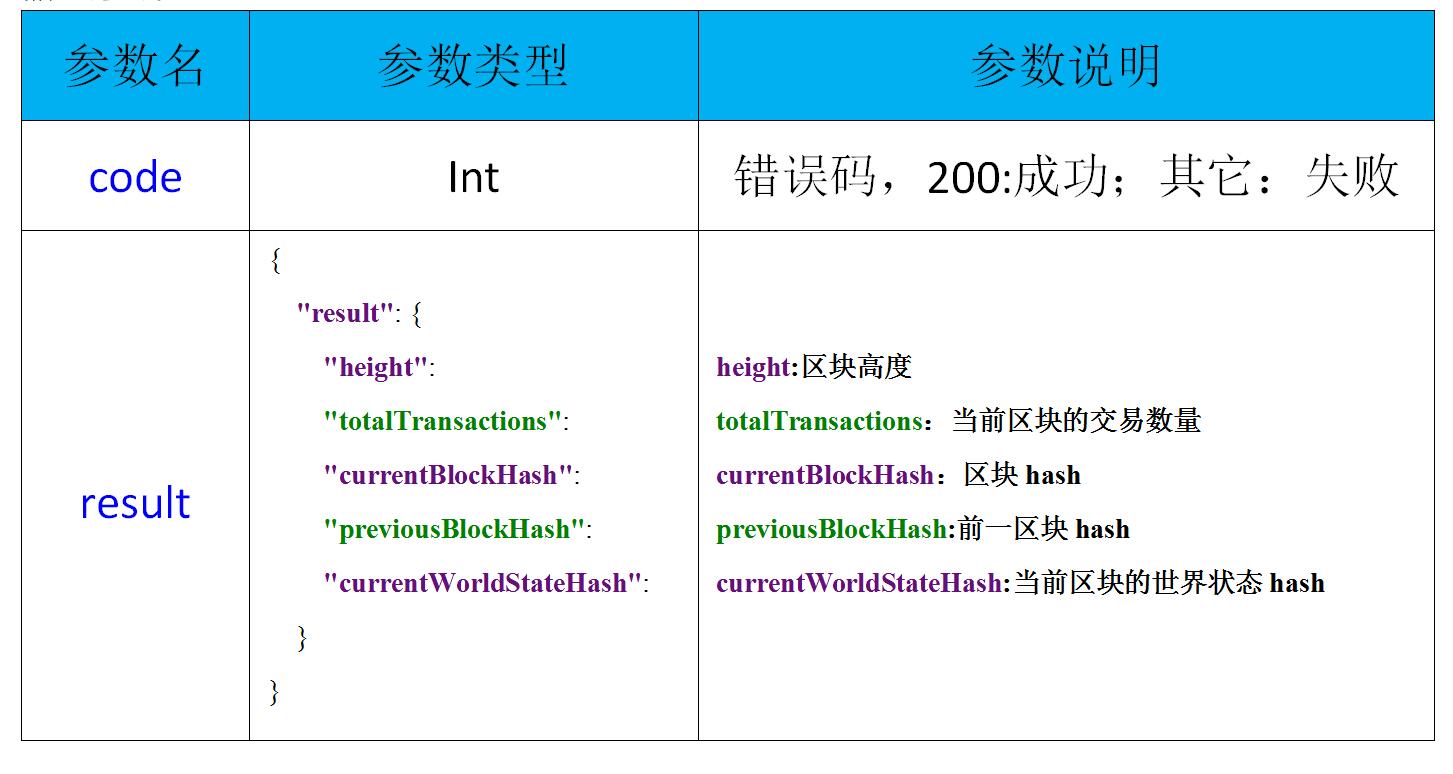 参数名 参数类型 参数说明
code Int 错误码，200:成功；其它：失败
result
{
"result": {
"height":
"totalTransactions":
"currentBlockHash":
"previousBlockHash":
"currentWorldStateHash":
}
}
height:区块高度
totalTransactions：当前区块的交易数量
currentBlockHash：区块 hash
previousBlockHash:前一区块 hash
currentWorldStateHash:当前区块的世界状态 hash